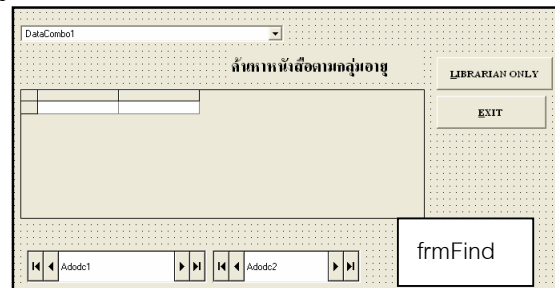 DataCombo1
ค้นหาหนังสือตามกลุ่มอายุ
LIBRARIAN ONLY
EXIT
Adodc1
Adodc2
frmFind